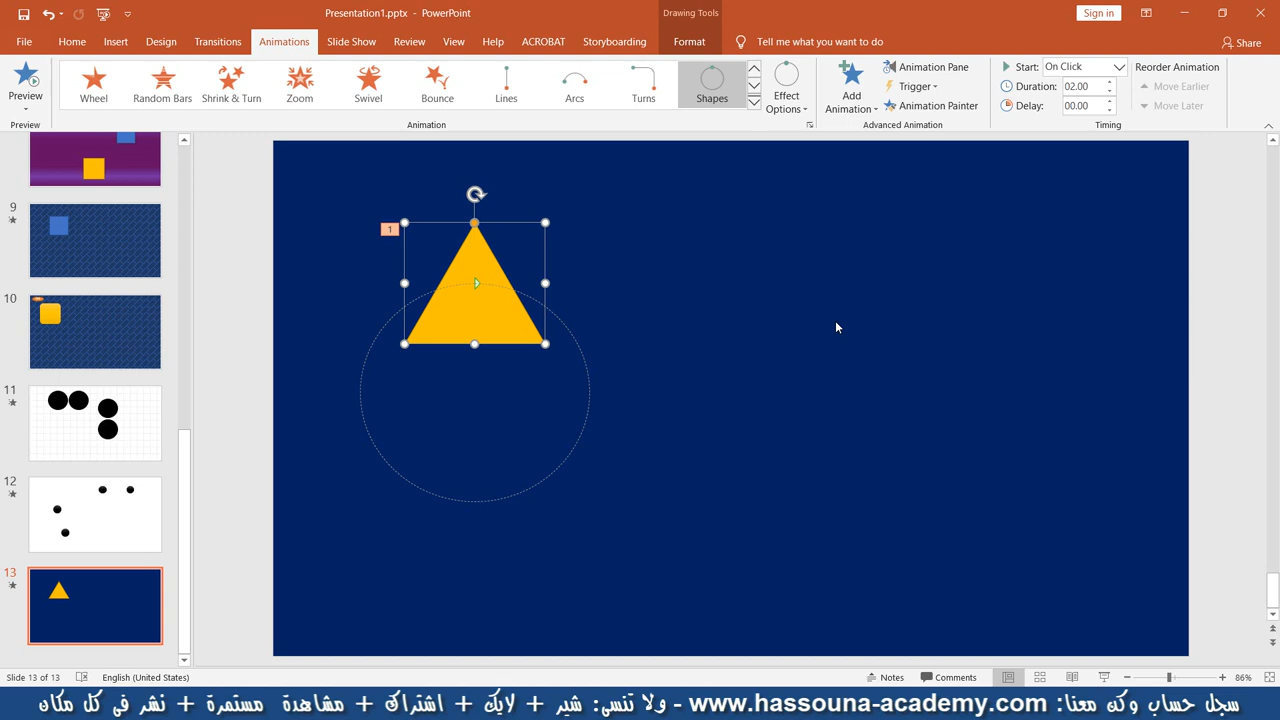 Presentation1.pptx - PowerPoint
Drawing Tools
Sign in
File
Home
Insert
Design
Transitions
Animations
Slide Show
Review
View
Help
ACROBAT
Storyboarding
Format
Tell me what you want to do
Share
Preview
Wheel
Random Bars
Shrink & Turn
Zoom
Swivel
Bounce
Lines
Arcs
Turns
Shapes
Effect
Options
Add
Animation
Animation Pane
Trigger
Animation Painter
Start: On Click
Duration: 02.00
Delay: 00.00
Reorder Animation
Move Earlier
Move Later
Preview
Animation
Advanced Animation
Timing
1
9
10
11
12
13
Slide 13 of 13
English (United States)
Notes
Comments
86%
سجل حساب وكن معنا: www.hassouna-academy.com - ولا تنسى: شير + لايك + اشتراك + مشاهدة مستمرة + نشر في كل مكان